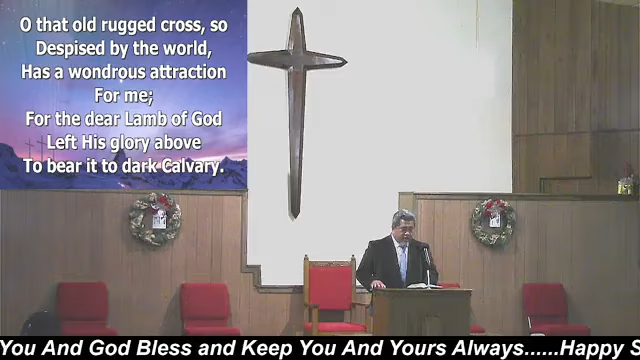 O that old rugged cross, so
Despised by the world,
Has a wondrous attraction
For me;
For the dear Lamb of God
Left His glory above
To bear it to dark Calvary.
You And God Bless and Keep You And Yours Always......Happy S